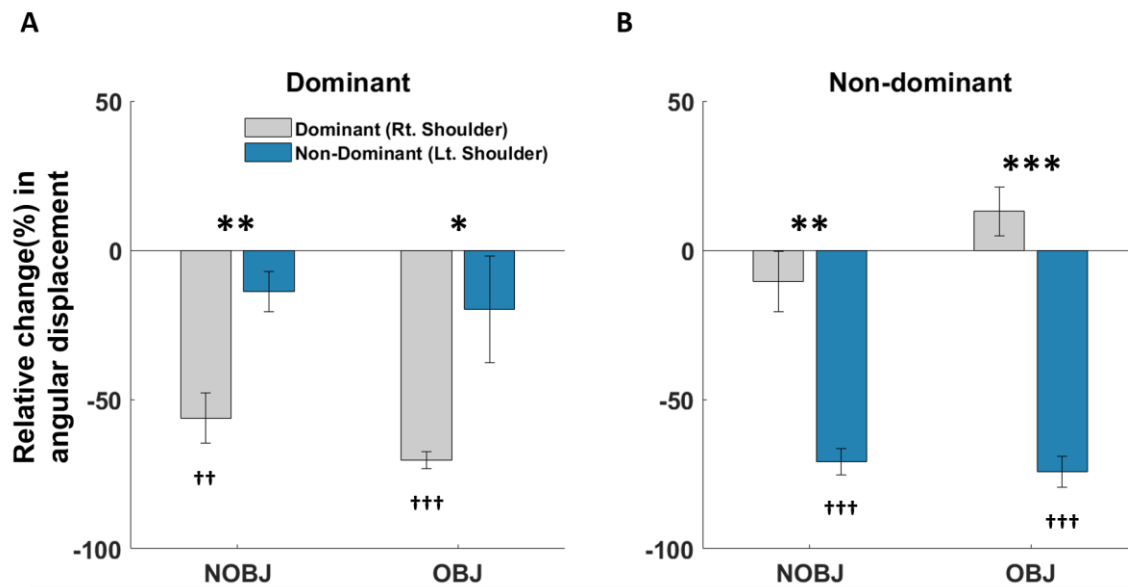 A
B
Dominant
Non-dominant
Relative change(%) in
angular displacement
50
0
-50
-100
Dominant (Rt. Shoulder)
Non-Dominant (Lt. Shoulder)
**
*
††
†††
NOBJ
OBJ
50
0
-50
-100
**
***
†††
†††
NOBJ
OBJ